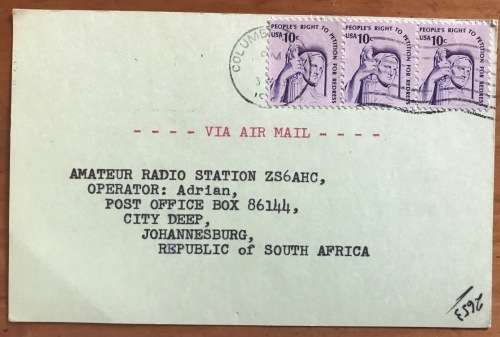 COLUMB
PEOPLE'S RIGHT TO PETITION FOR REDRESS
USA 10c
PEOPLE'S RIGHT TO PETITION FOR REDRESS
USA 10c
PEOPLE'S RIGHT TO PETITION FOR REDRESS
USA 10c
- - - - VIA AIR MAIL - - - -
AMATEUR RADIO STATION ZS6AHC,
OPERATOR: Adrian,
POST OFFICE BOX 86144,
CITY DEEP,
JOHANNESBURG,
REPUBLIC of SOUTH AFRICA
2653